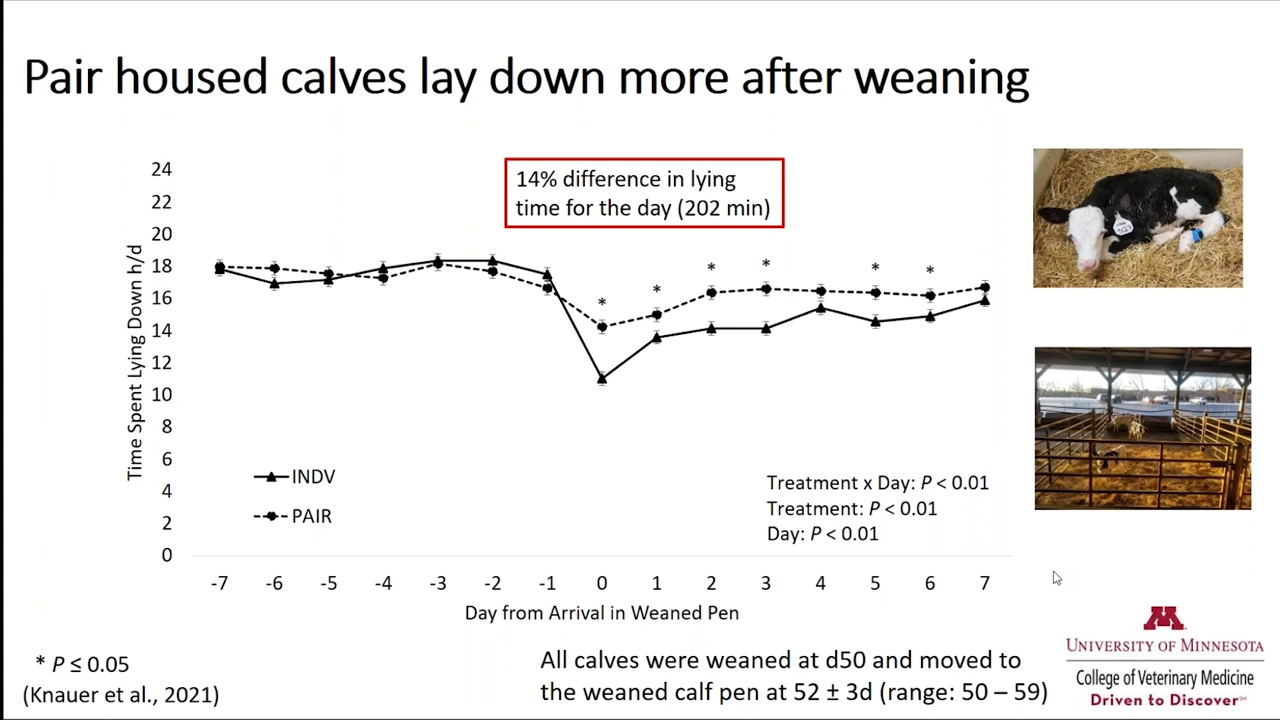 Pair housed calves lay down more after weaning
14% difference in lying
time for the day (202 min)
Time Spent Lying Down h/d
24
22
20
18
16
14
12
10
8
6
4
2
0
* * * * * *
INDV
PAIR
Treatment x Day: P < 0.01
Treatment: P < 0.01
Day: P < 0.01
-7 -6 -5 -4 -3 -2 -1 0 1 2 3 4 5 6 7
Day from Arrival in Weaned Pen
* P ≤ 0.05
(Knauer et al., 2021)
All calves were weaned at d50 and moved to
the weaned calf pen at 52 ± 3d (range: 50 – 59)
M
UNIVERSITY OF MINNESOTA
College of Veterinary Medicine
Driven to Discover℠